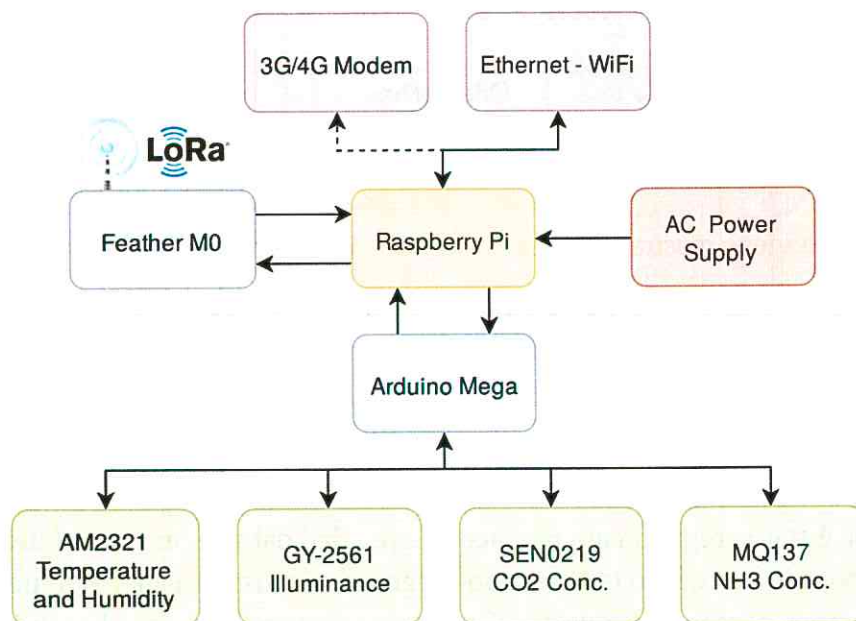 3G/4G Modem
Ethernet - WiFi
LoRa
Feather M0
Raspberry Pi
AC Power
Supply
Arduino Mega
AM2321
Temperature
and Humidity
GY-2561
Illuminance
SEN0219
CO2 Conc.
MQ137
NH3 Conc.